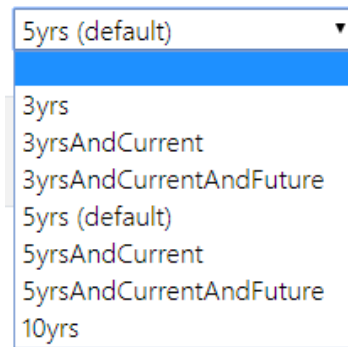 5yrs (default)
3yrs
3yrsAndCurrent
3yrsAndCurrentAndFuture
5yrs (default)
5yrsAndCurrent
5yrsAndCurrentAndFuture
10yrs